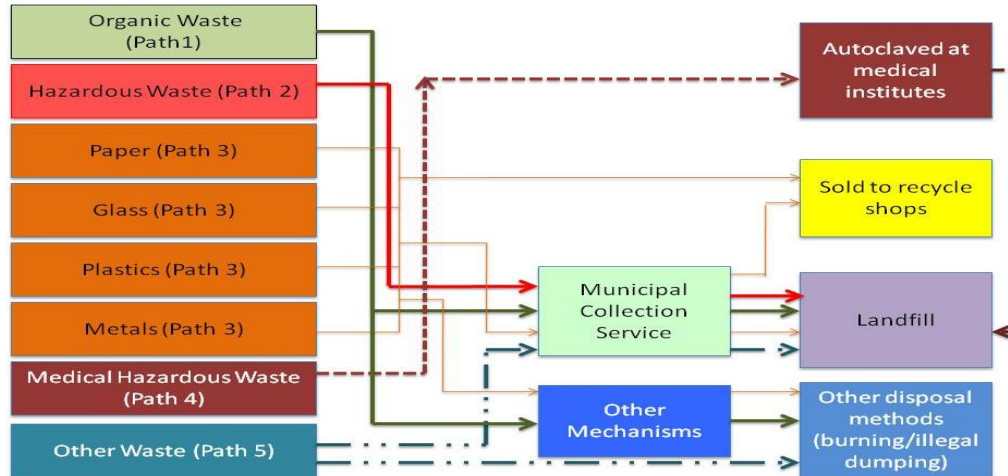 Organic Waste
(Path1)
Hazardous Waste (Path 2)
Paper (Path 3)
Glass (Path 3)
Plastics (Path 3)
Metals (Path 3)
Medical Hazardous Waste
(Path 4)
Other Waste (Path 5)
Municipal
Collection
Service
Other
Mechanisms
Autoclaved at
medical
institutes
Sold to recycle
shops
Landfill
Other disposal
methods
(burning/illegal
dumping)